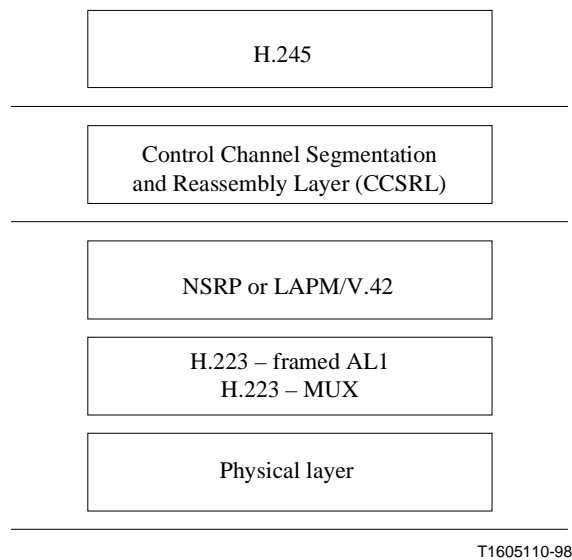 H.245
Control Channel Segmentation
and Reassembly Layer (CCSRL)
NSRP or LAPM/V.42
H.223 – framed AL1
H.223 – MUX
Physical layer
T1605110-98